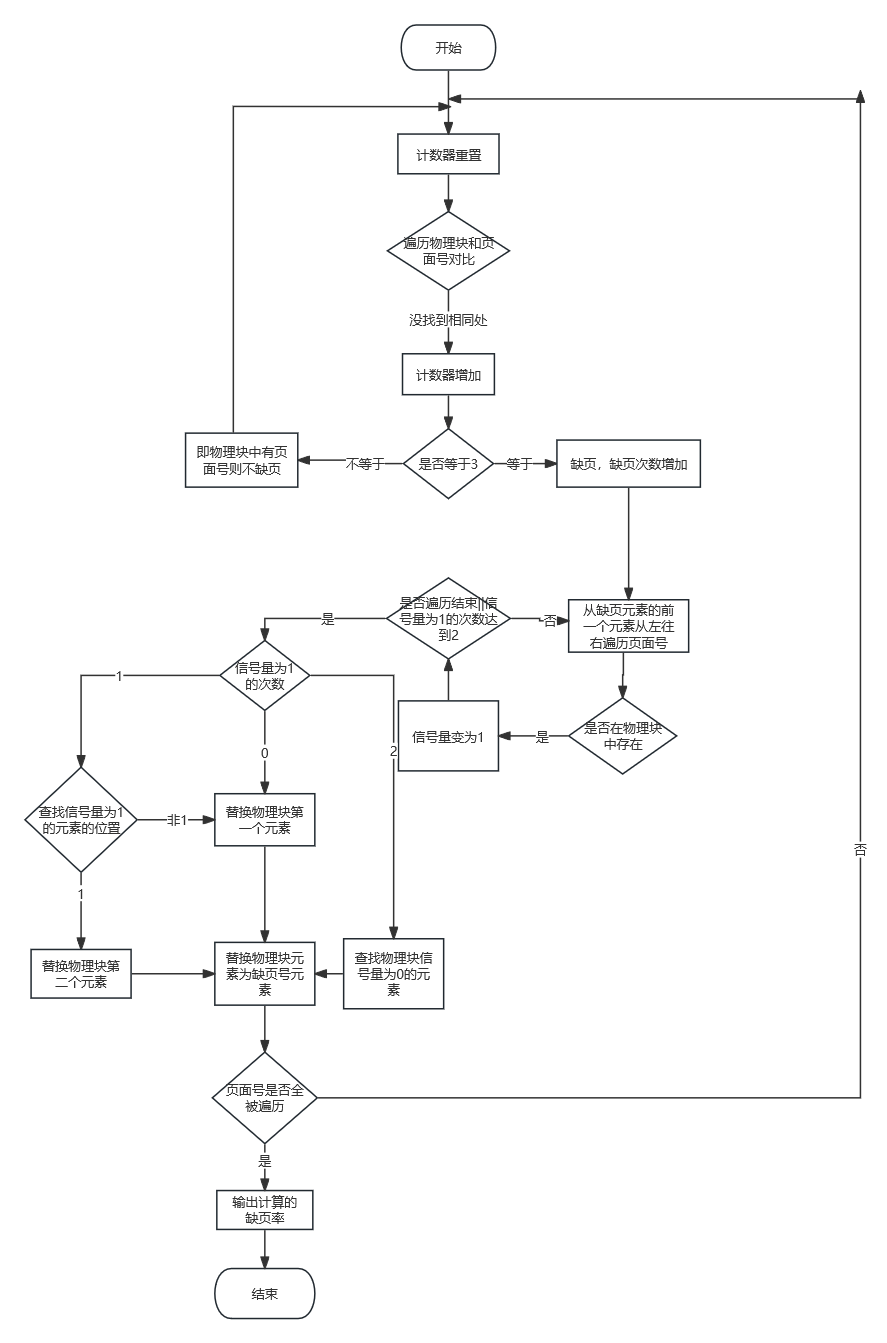 开始
计数器重置
遍历物理块和页
面号对比
没找到相同处
计数器增加
即物理块中有页
面号则不缺页
不等于
是否等于3
等于
缺页，缺页次数增加
是否遍历结束||信
号量为1的次数达
到2
是
否
从缺页元素的前
一个元素从左往
右遍历页面号
信号量为1
的次数
1
0
2
信号量变为1
是
是否在物理块
中存在
查找信号量为1
的元素的位置
非1
替换物理块第
一个元素
否
1
替换物理块第
二个元素
替换物理块元
素为缺页号元
素
查找物理块信
号量为0的元
素
页面号是否全
被遍历
是
输出计算的
缺页率
结束